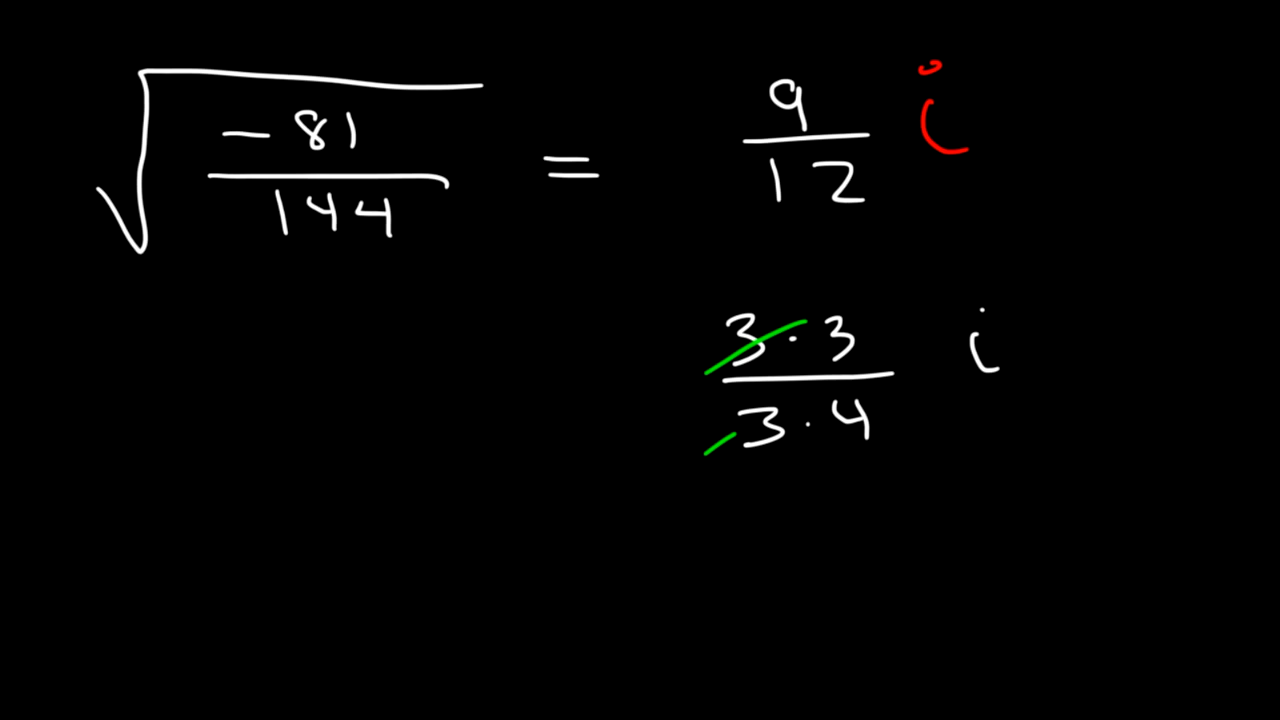 √(-81/144) = 9/12 i
3·3/3·4 i